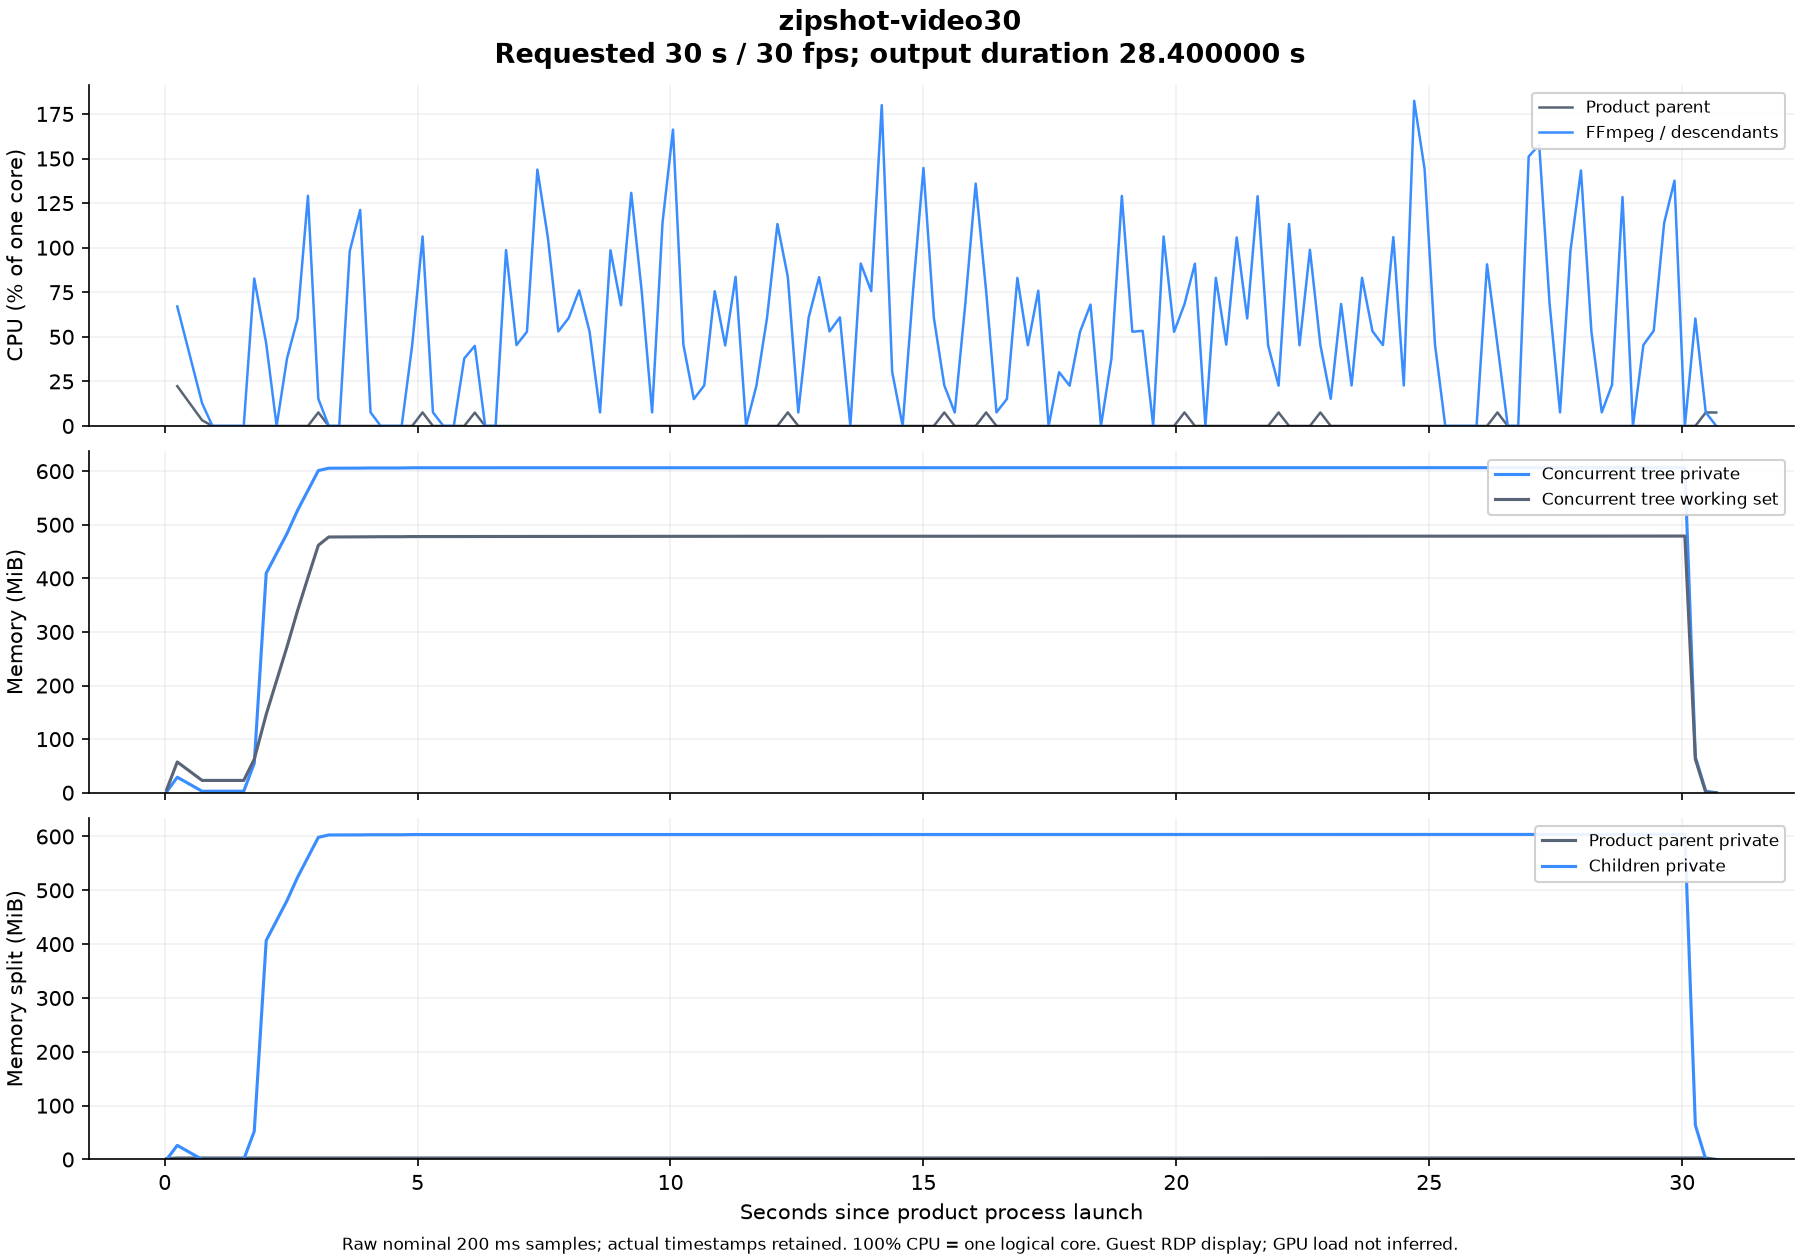 zipshot-video30
Requested 30 s / 30 fps; output duration 28.400000 s
CPU (% of one core)
175
150
125
100
75
50
25
0
Product parent
FFmpeg / descendants
Memory (MiB)
600
500
400
300
200
100
0
Concurrent tree private
Concurrent tree working set
Memory split (MiB)
600
500
400
300
200
100
0
Product parent private
Children private
0 5 10 15 20 25 30
Seconds since product process launch
Raw nominal 200 ms samples; actual timestamps retained. 100% CPU = one logical core. Guest RDP display; GPU load not inferred.